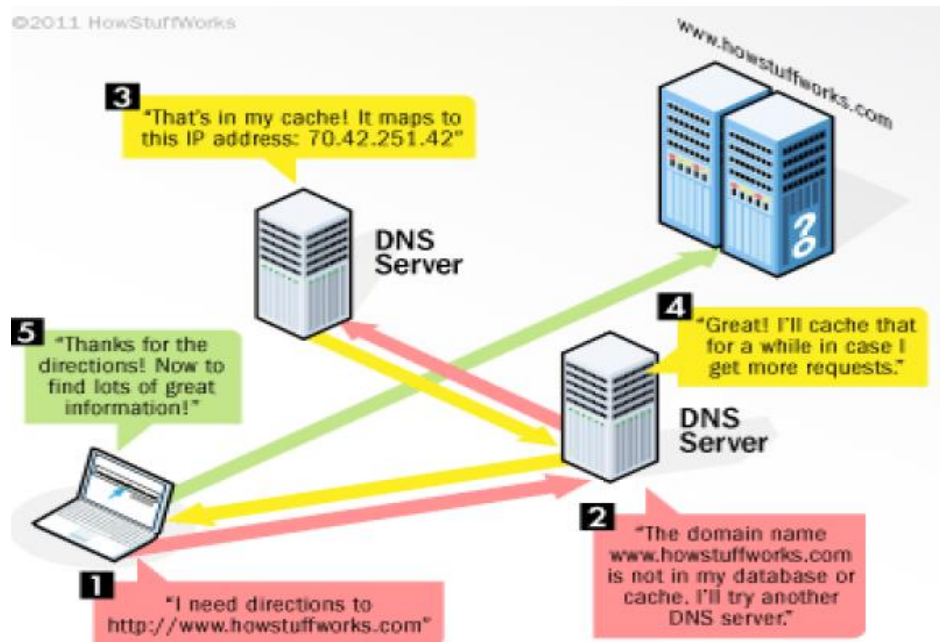 ©2011 HowStuffWorks
www.howstuffworks.com
3
"That's in my cache! It maps to
this IP address: 70.42.251.42"
DNS
Server
4
"Great! I'll cache that
for a while in case I
get more requests."
5
"Thanks for the
directions! Now to
find lots of great
information!"
DNS
Server
?
2
"The domain name
www.howstuffworks.com
is not in my database or
cache. I'll try another
DNS server."
1
"I need directions to
http://www.howstuffworks.com"